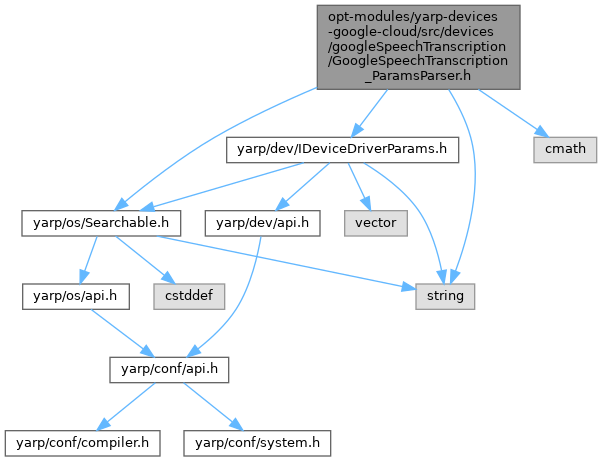 opt-modules/yarp-devices
-google-cloud/src/devices
/googleSpeechTranscription
/GoogleSpeechTranscription
_ParamsParser.h
yarp/dev/IDeviceDriverParams.h
cmath
yarp/os/Searchable.h
yarp/dev/api.h
vector
yarp/os/api.h
cstddef
string
yarp/conf/api.h
yarp/conf/compiler.h
yarp/conf/system.h